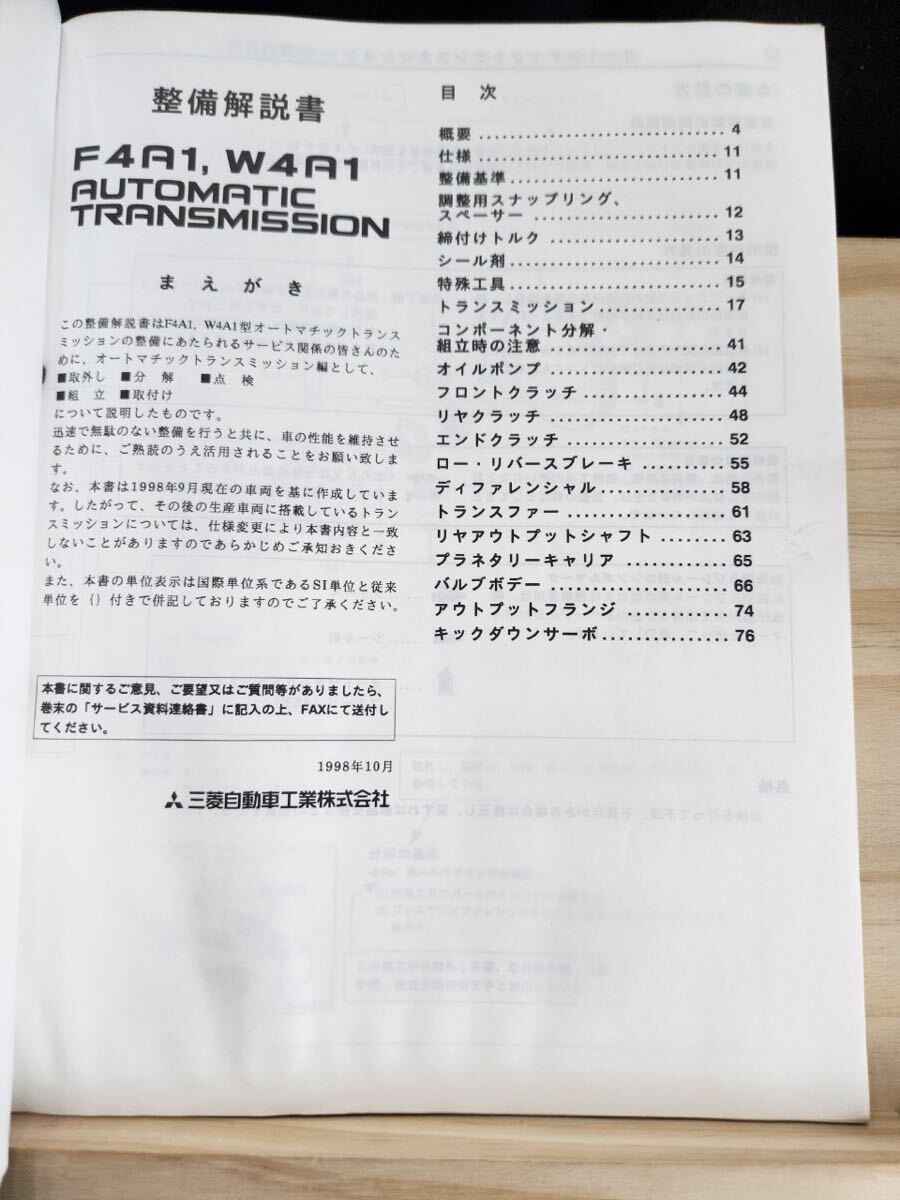 整備解説書
F4A1, W4A1
AUTOMATIC
TRANSMISSION
まえがき
この整備解説書はF4A1, W4A1型オートマチックトランス
ミッションの整備にあたられるサービス関係の皆さんのた
めに、オートマチックトランスミッション編として、
■取外し ■分 解 ■点 検
■組 立 ■取付け
について説明したものです。
迅速で無駄のない整備を行うと共に、車の性能を維持させ
るために、ご熟読のうえ活用されることをお願い致しま
す。
なお、本書は1998年9月現在の車両を基に作成していま
す。したがって、その後の生産車両に搭載しているトラン
スミッションについては、仕様変更により本書内容と一致
しないことがありますのであらかじめご承知おきくださ
い。
また、本書の単位表示は国際単位系であるSI単位と従来
単位を { } 付きで併記しておりますのでご了承ください。
本書に関するご意見、ご要望又はご質問等がありましたら、
巻末の「サービス資料連絡書」に記入の上、FAXにて送付し
てください。
1998年10月
三菱自動車工業株式会社
目 次
概要 ........................... 4
仕様 ........................... 11
整備基準 ........................ 11
調整用スナップリング、
スペーサー ..................... 12
締付けトルク .................... 13
シール剤 ........................ 14
特殊工具 ........................ 15
トランスミッション ............... 17
コンポーネント分解・
組立時の注意 .................... 41
オイルポンプ .................... 42
フロントクラッチ ................. 44
リヤクラッチ .................... 48
エンドクラッチ ................... 52
ロー・リバースブレーキ .......... 55
ディファレンシャル ............... 58
トランスファー ................... 61
リヤアウトプットシャフト ........ 63
プラネタリーキャリア ............ 65
バルブボデー .................... 66
アウトプットフランジ ............ 74
キックダウンサーボ ............... 76